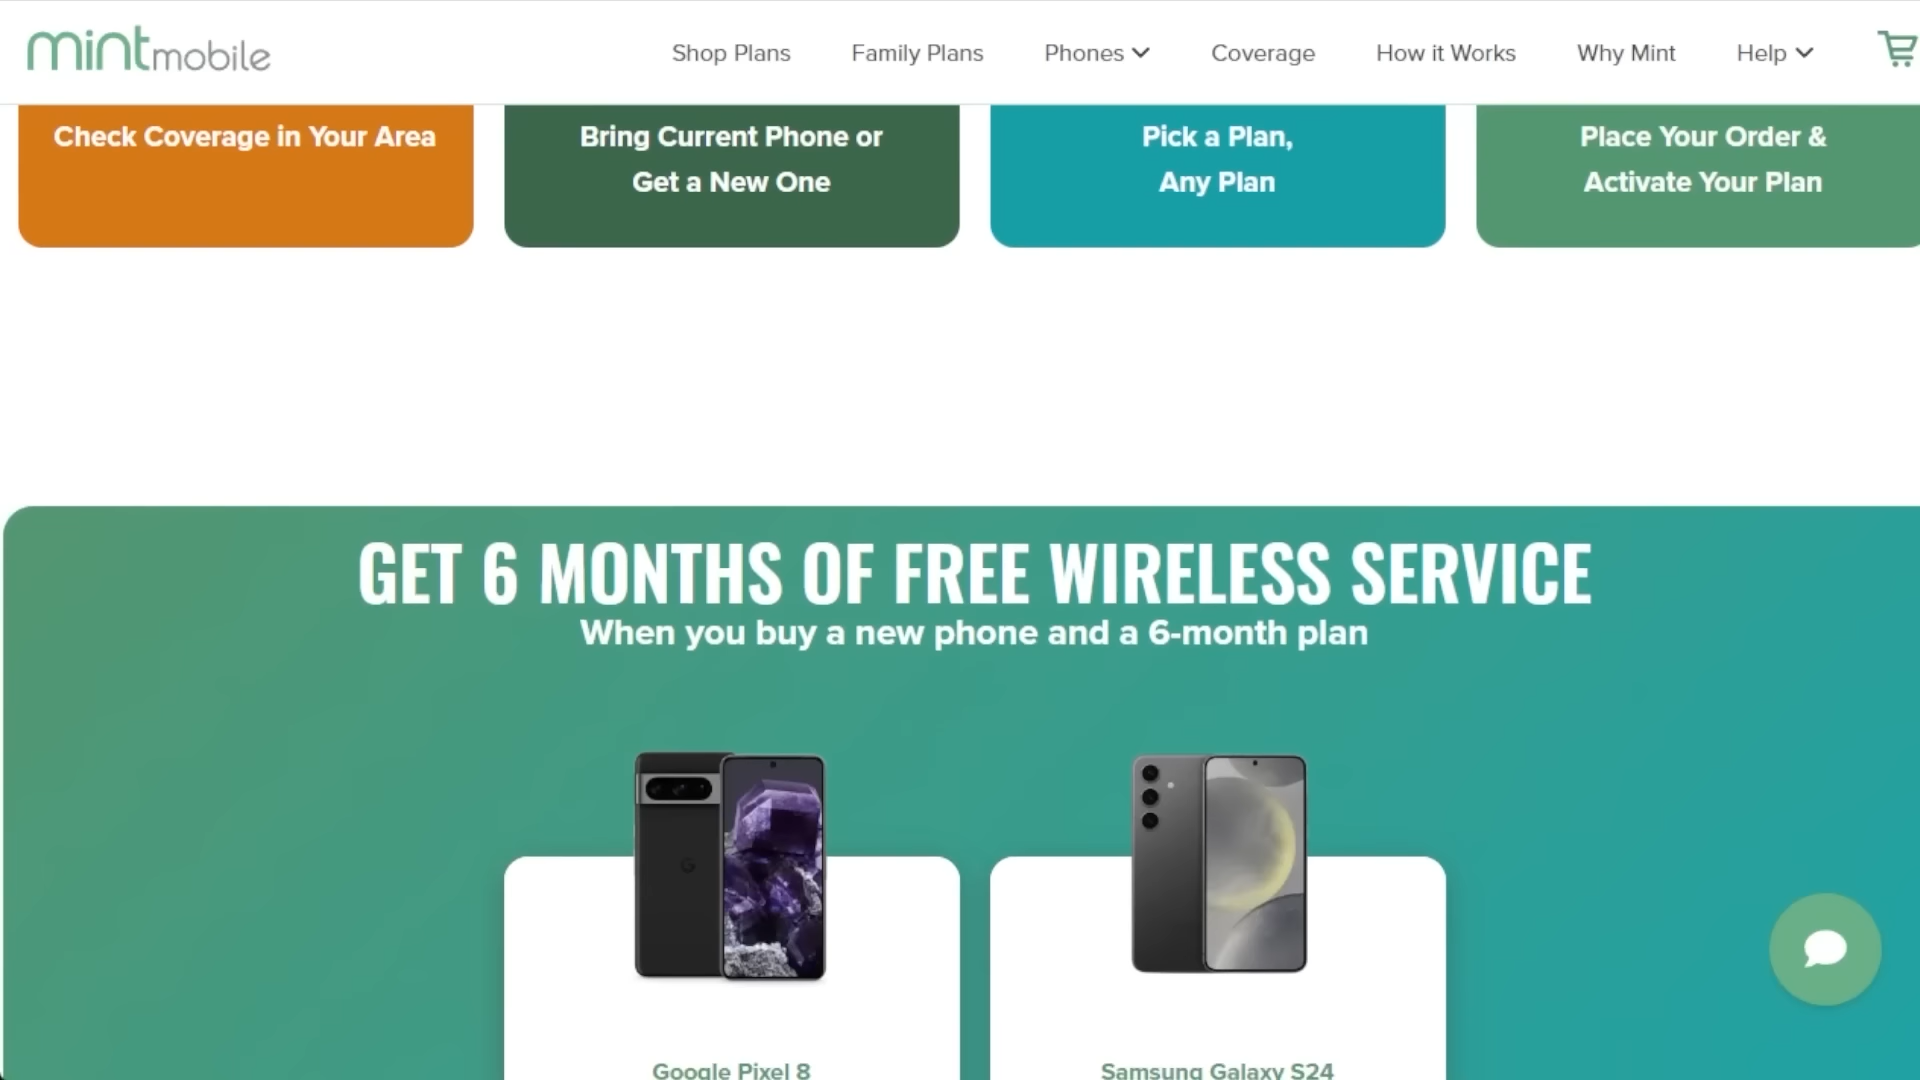 mintmobile
Shop Plans
Family Plans
Phones
Coverage
How it Works
Why Mint
Help
Check Coverage in Your Area
Bring Current Phone or
Get a New One
Pick a Plan,
Any Plan
Place Your Order &
Activate Your Plan
GET 6 MONTHS OF FREE WIRELESS SERVICE
When you buy a new phone and a 6-month plan
Google Pixel 8
Samsung Galaxy S24